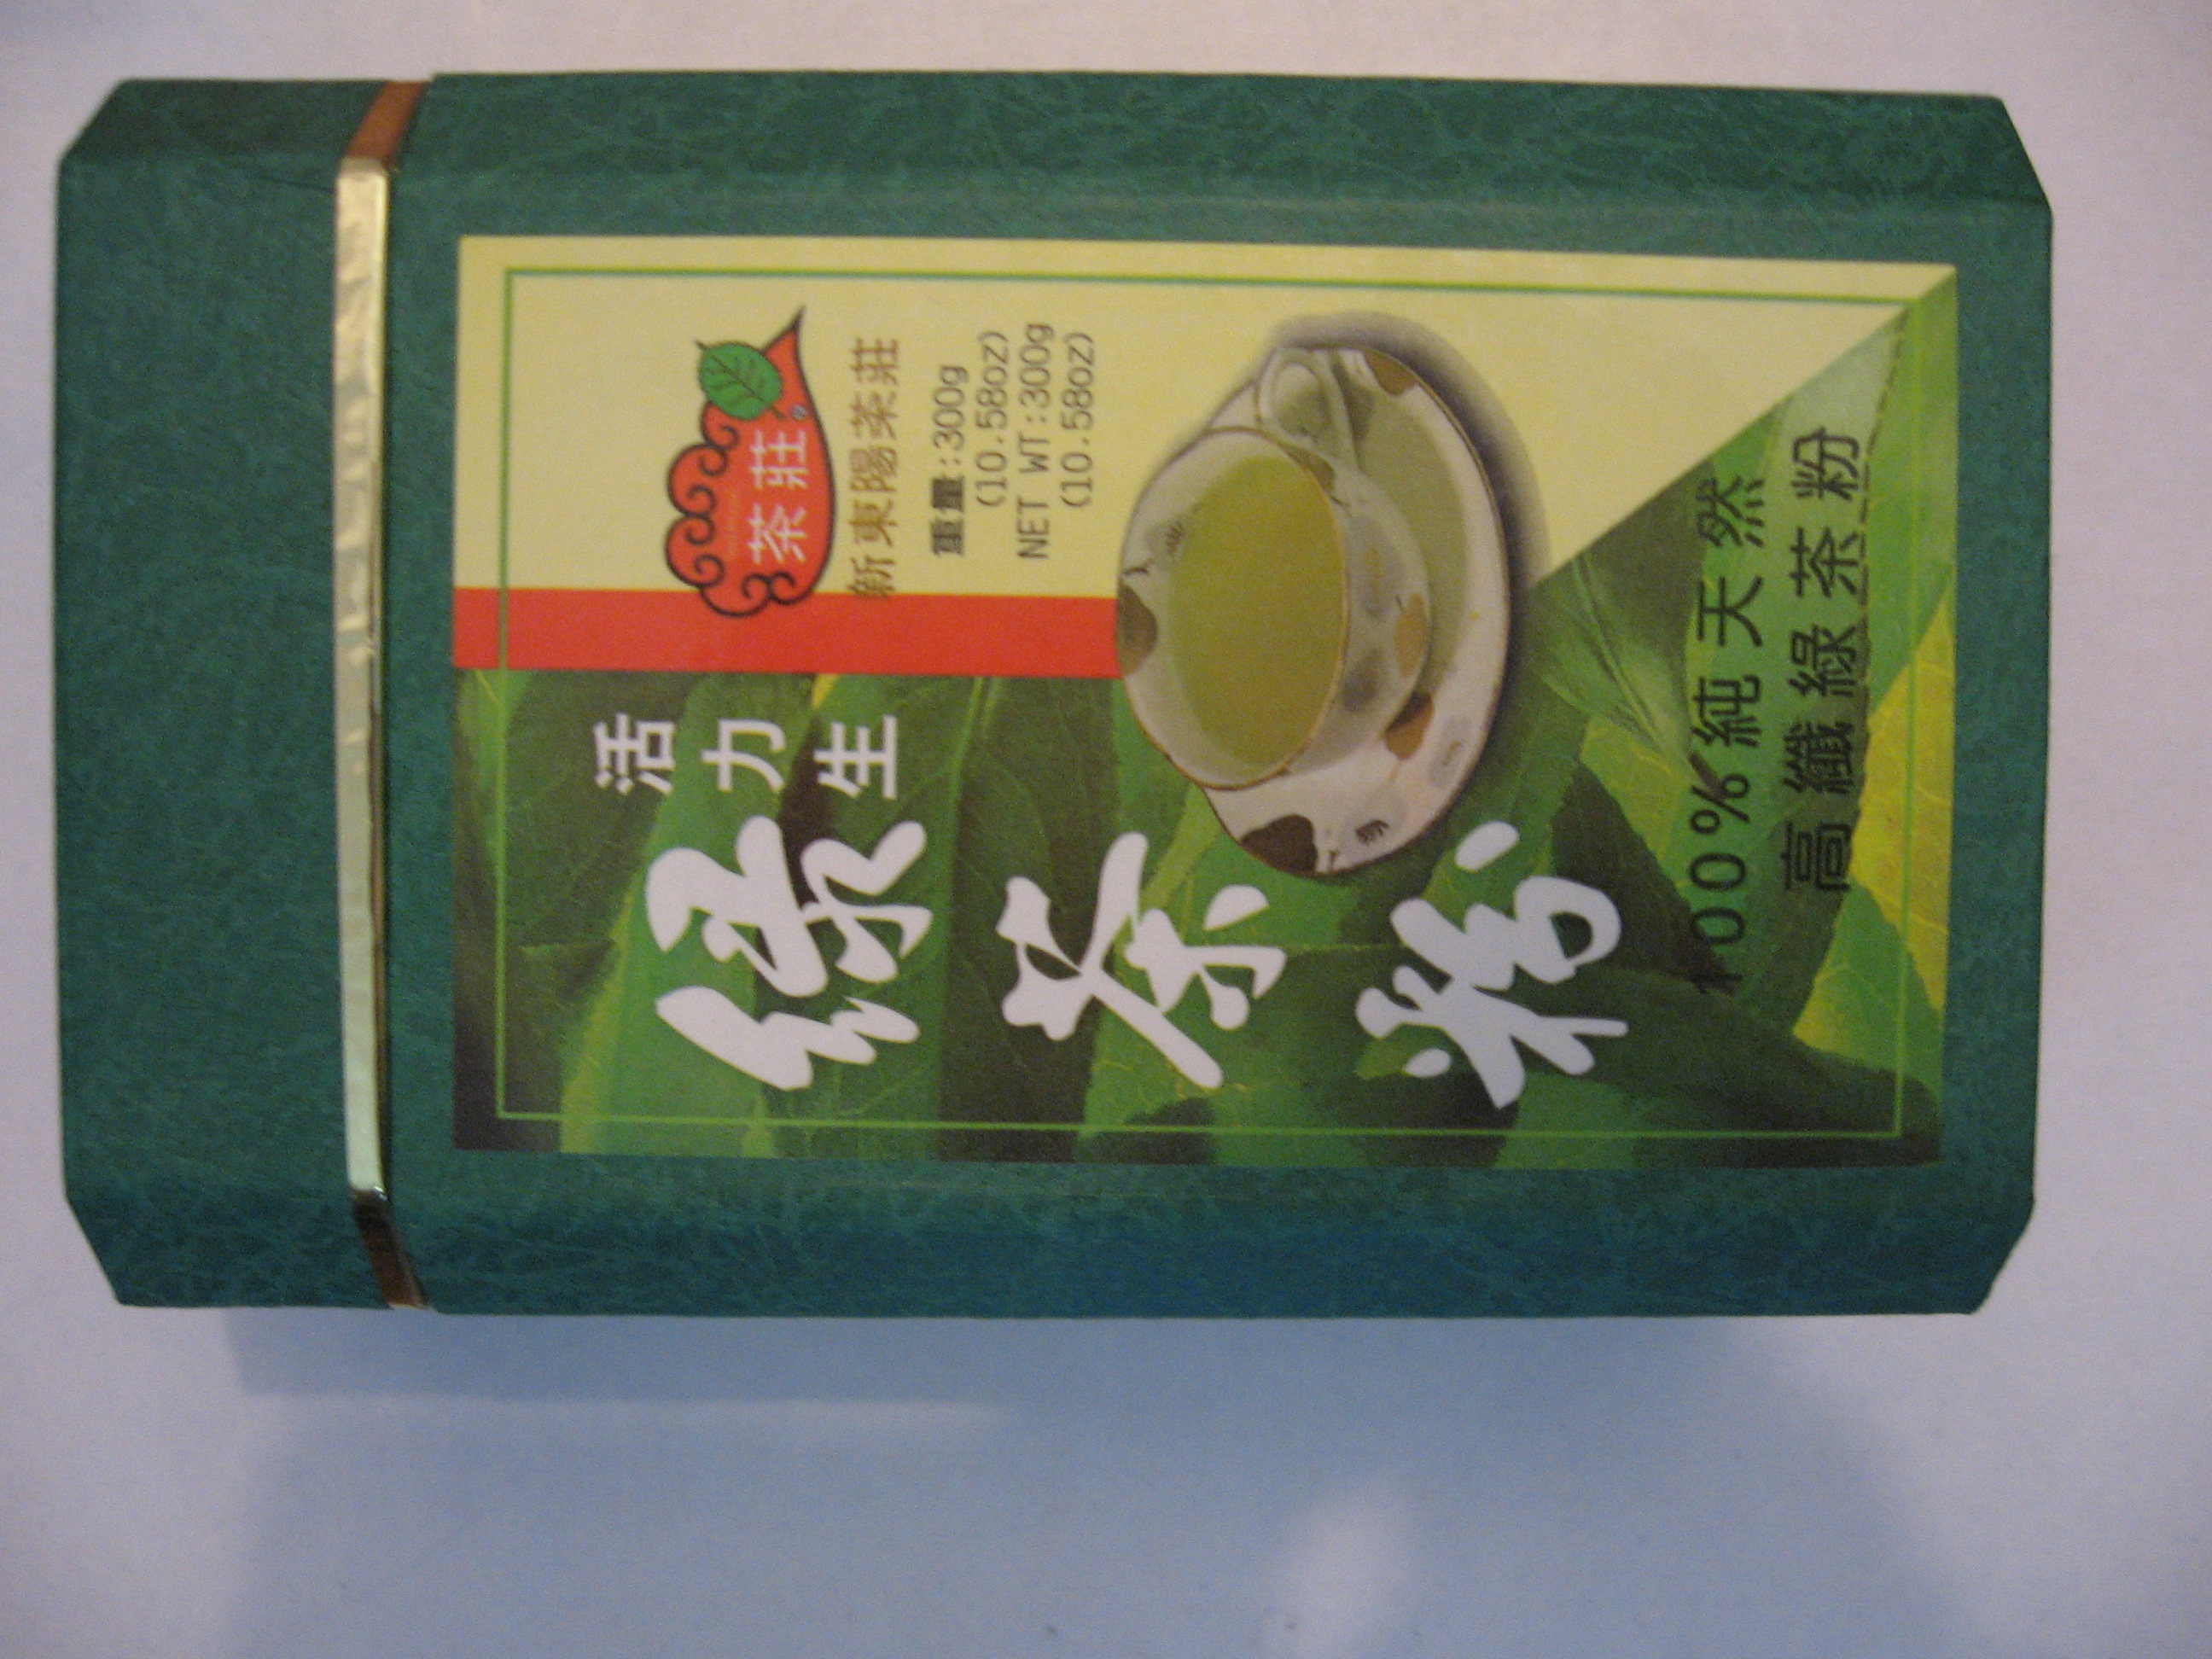 茶莊
新東陽茶莊
重量:300g
(10.58oz)
NET WT:300g
(10.58oz)
活力生
綠茶粉
100%純天然
高纖綠茶粉